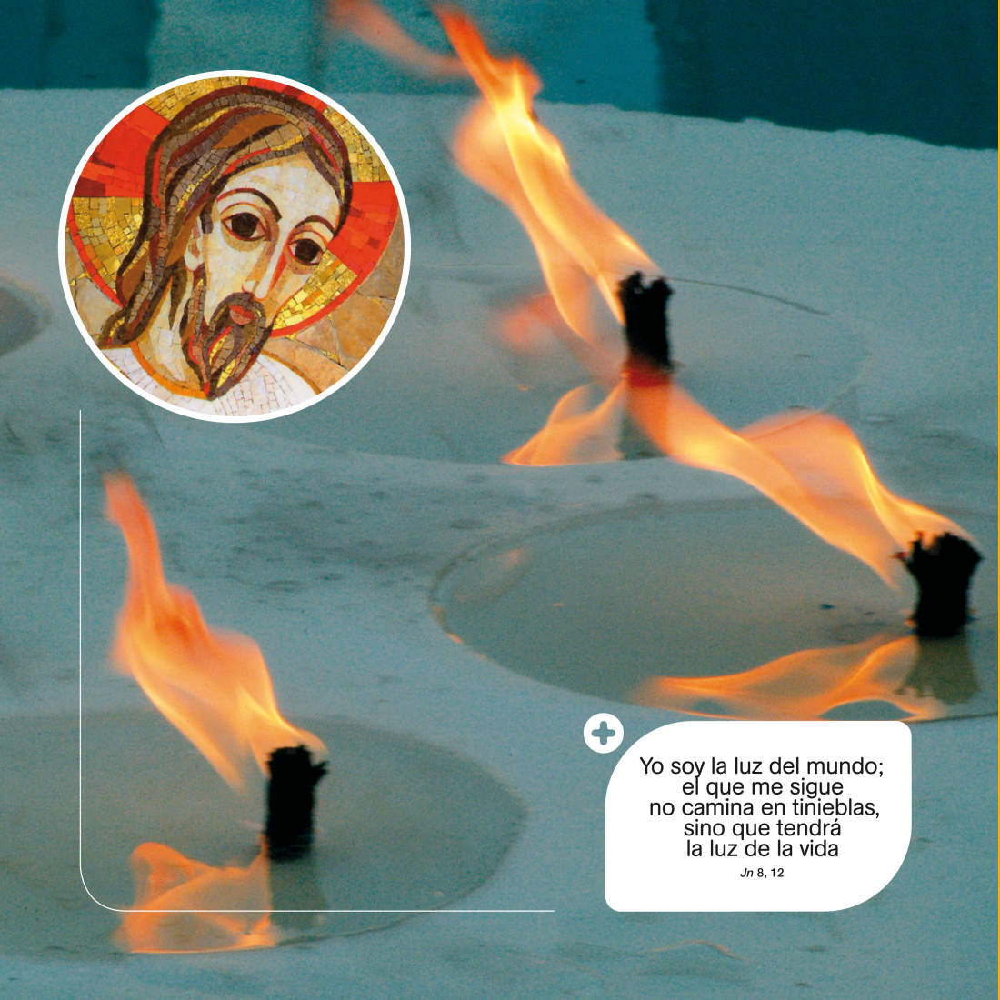 Yo soy la luz del mundo;
el que me sigue
no camina en tinieblas,
sino que tendrá
la luz de la vida
Jn 8, 12